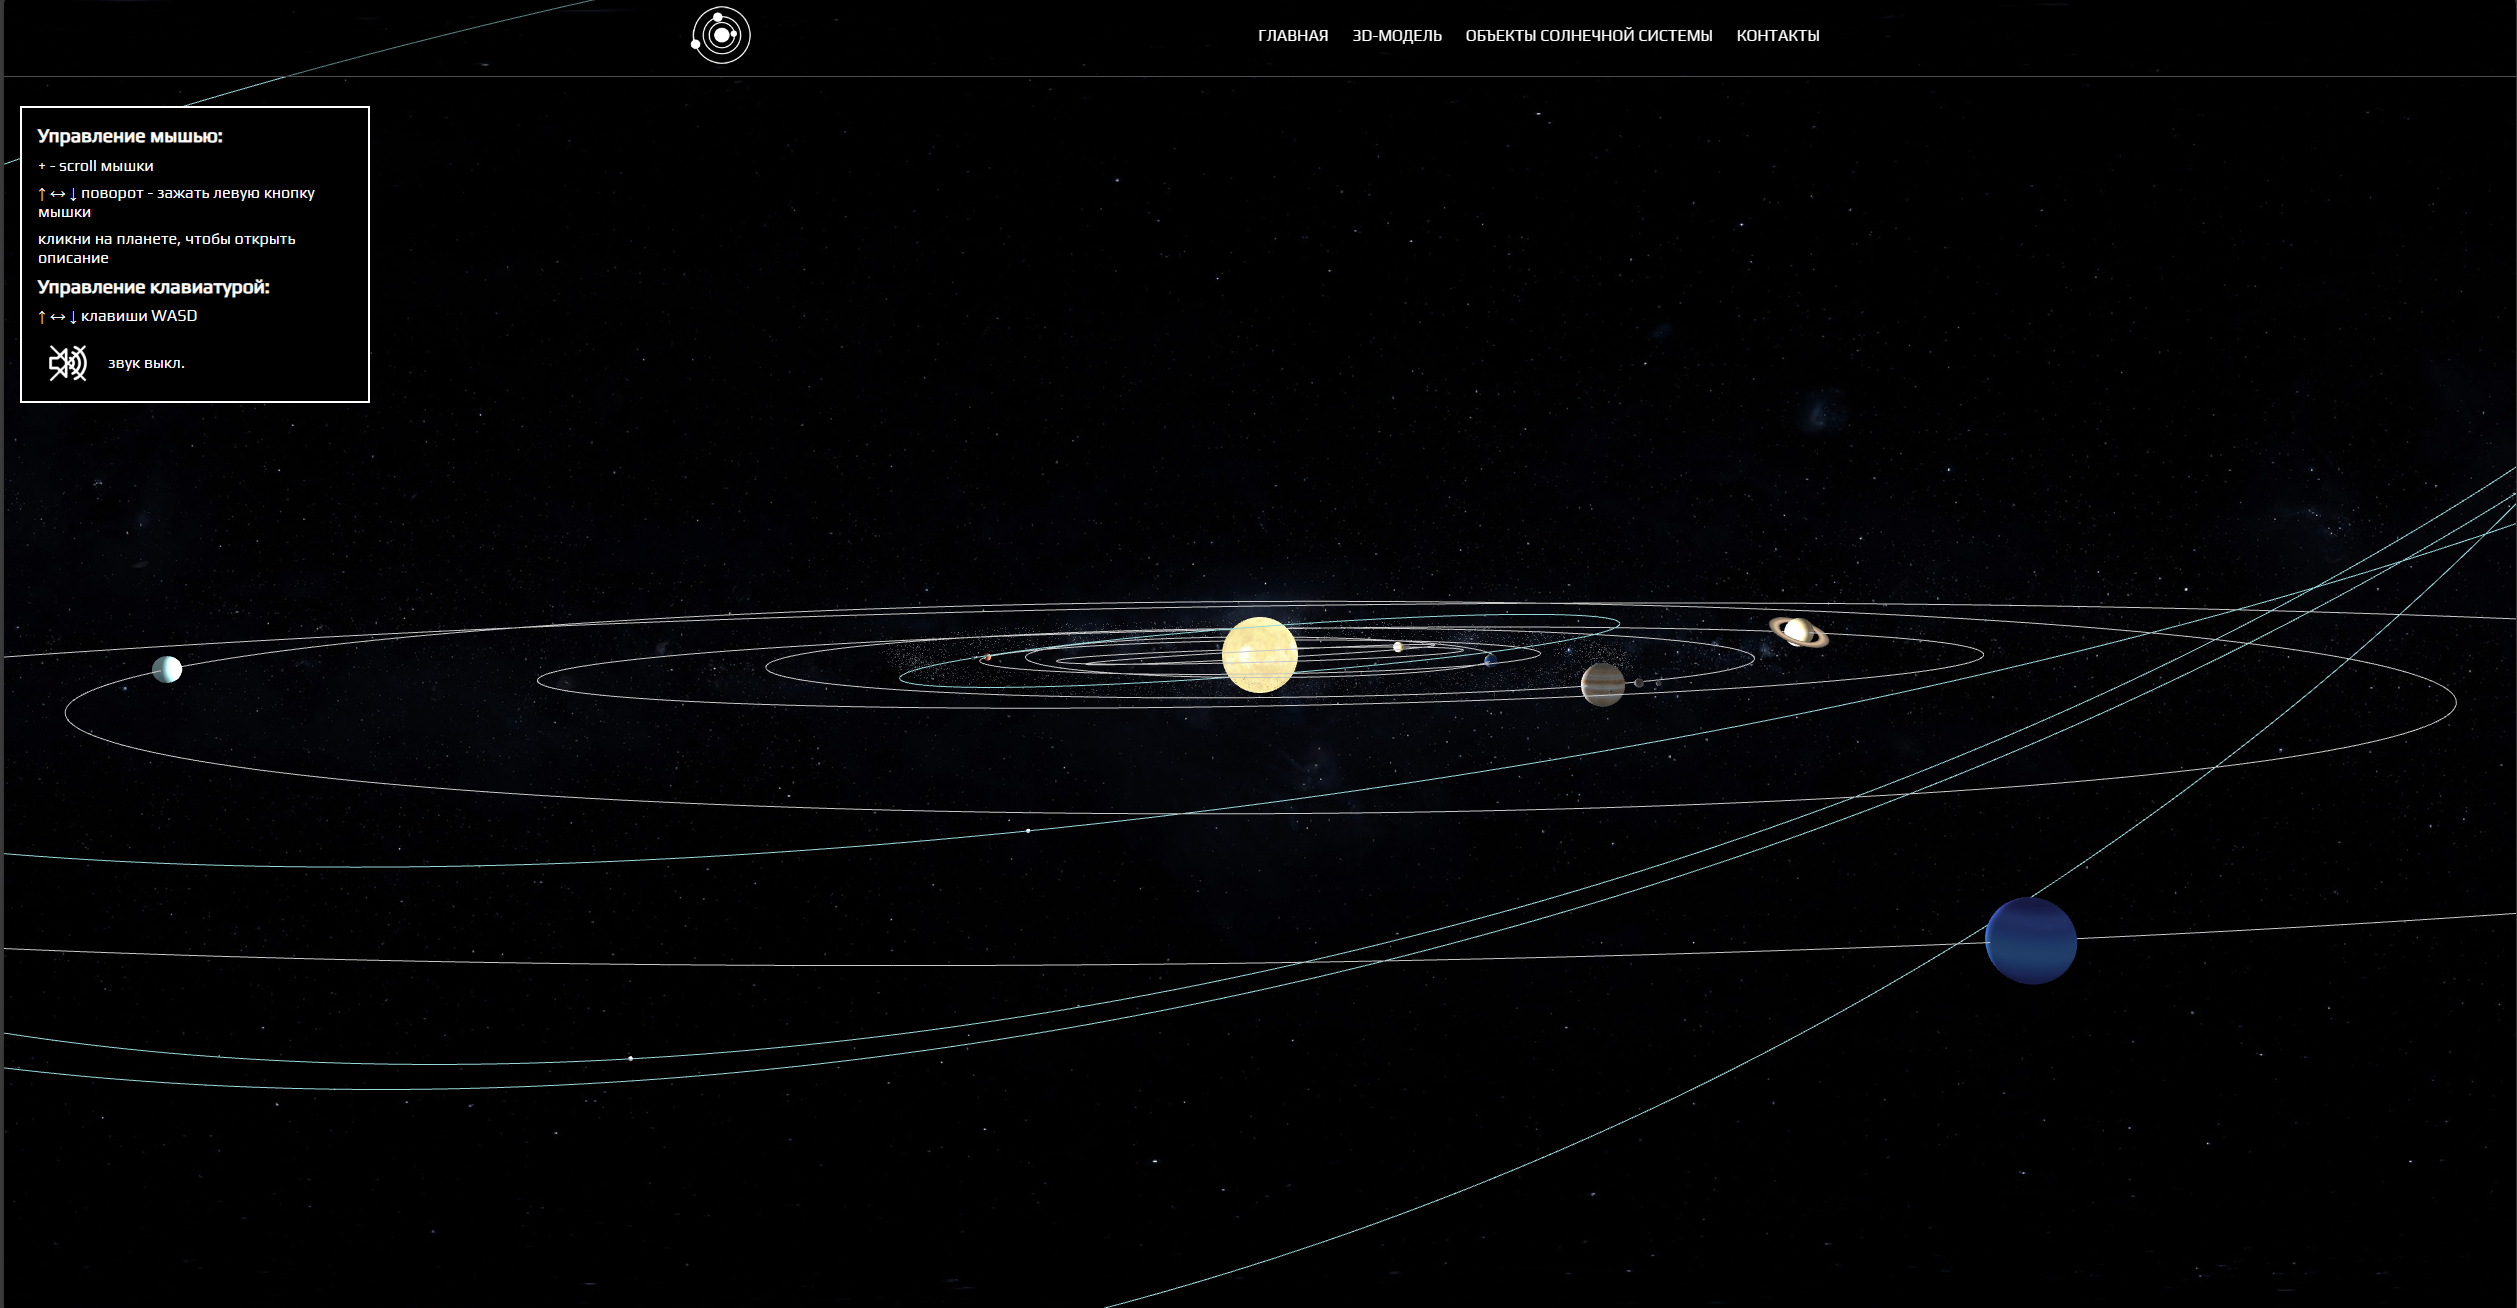 ГЛАВНАЯ 3D-МОДЕЛЬ ОБЪЕКТЫ СОЛНЕЧНОЙ СИСТЕМЫ КОНТАКТЫ
Управление мышью:
+ - scroll мышки
↑ ↔ ↓ поворот - зажать левую кнопку
мышки
кликни на планете, чтобы открыть
описание
Управление клавиатурой:
↑ ↔ ↓ клавиши WASD
звук выкл.